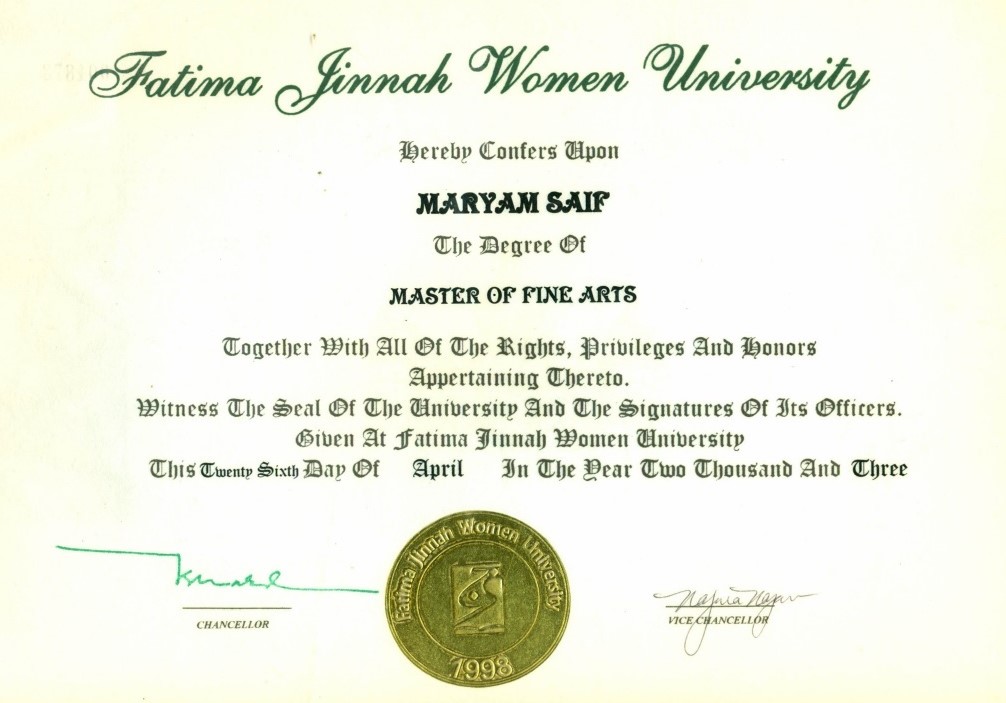 Fatima Jinnah Women University
Hereby Confers Upon
MARYAM SAIF
The Degree Of
MASTER OF FINE ARTS
Together With All Of The Rights, Privileges And Honors
Appertaining Thereto.
Witness The Seal Of The University And The Signatures Of Its Officers.
Given At Fatima Jinnah Women University
This Twenty Sixth Day Of April In The Year Two Thousand And Three
Fatima Jinnah Women University
1998
CHANCELLOR
VICE CHANCELLOR